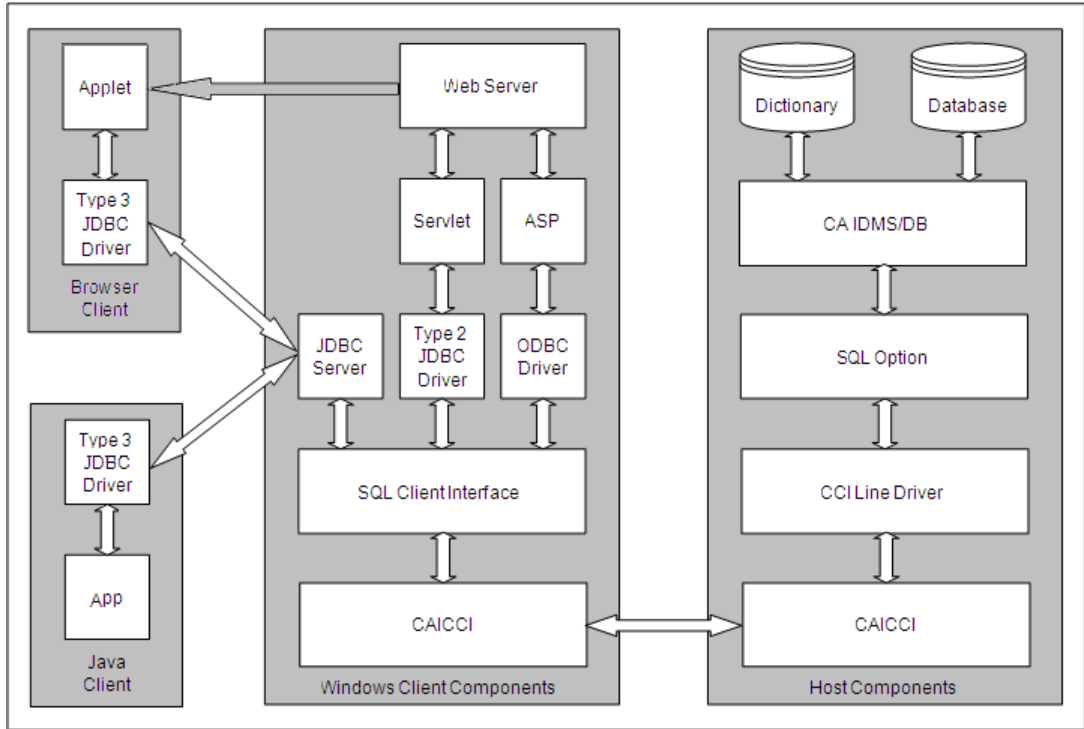 Applet
Type 3
JDBC
Driver
Browser
Client
Type 3
JDBC
Driver
App
Java
Client
Web Server
Servlet
ASP
JDBC
Server
Type 2
JDBC
Driver
ODBC
Driver
SQL Client Interface
CAICCI
Windows Client Components
Dictionary
Database
CA IDMS/DB
SQL Option
CCI Line Driver
CAICCI
Host Components